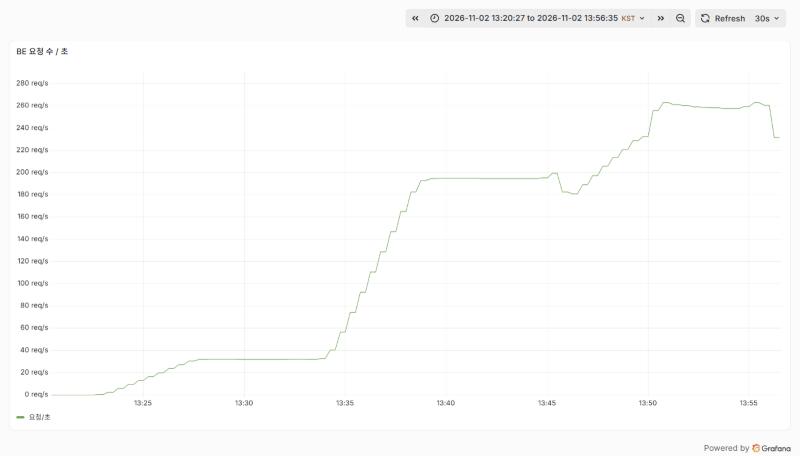 2026-11-02 13:20:27 to 2026-11-02 13:56:35 KST
Refresh 30s
BE 요청 수 / 초
280 req/s
260 req/s
240 req/s
220 req/s
200 req/s
180 req/s
160 req/s
140 req/s
120 req/s
100 req/s
80 req/s
60 req/s
40 req/s
20 req/s
0 req/s
13:25 13:30 13:35 13:40 13:45 13:50 13:55
요청/초
Powered by Grafana